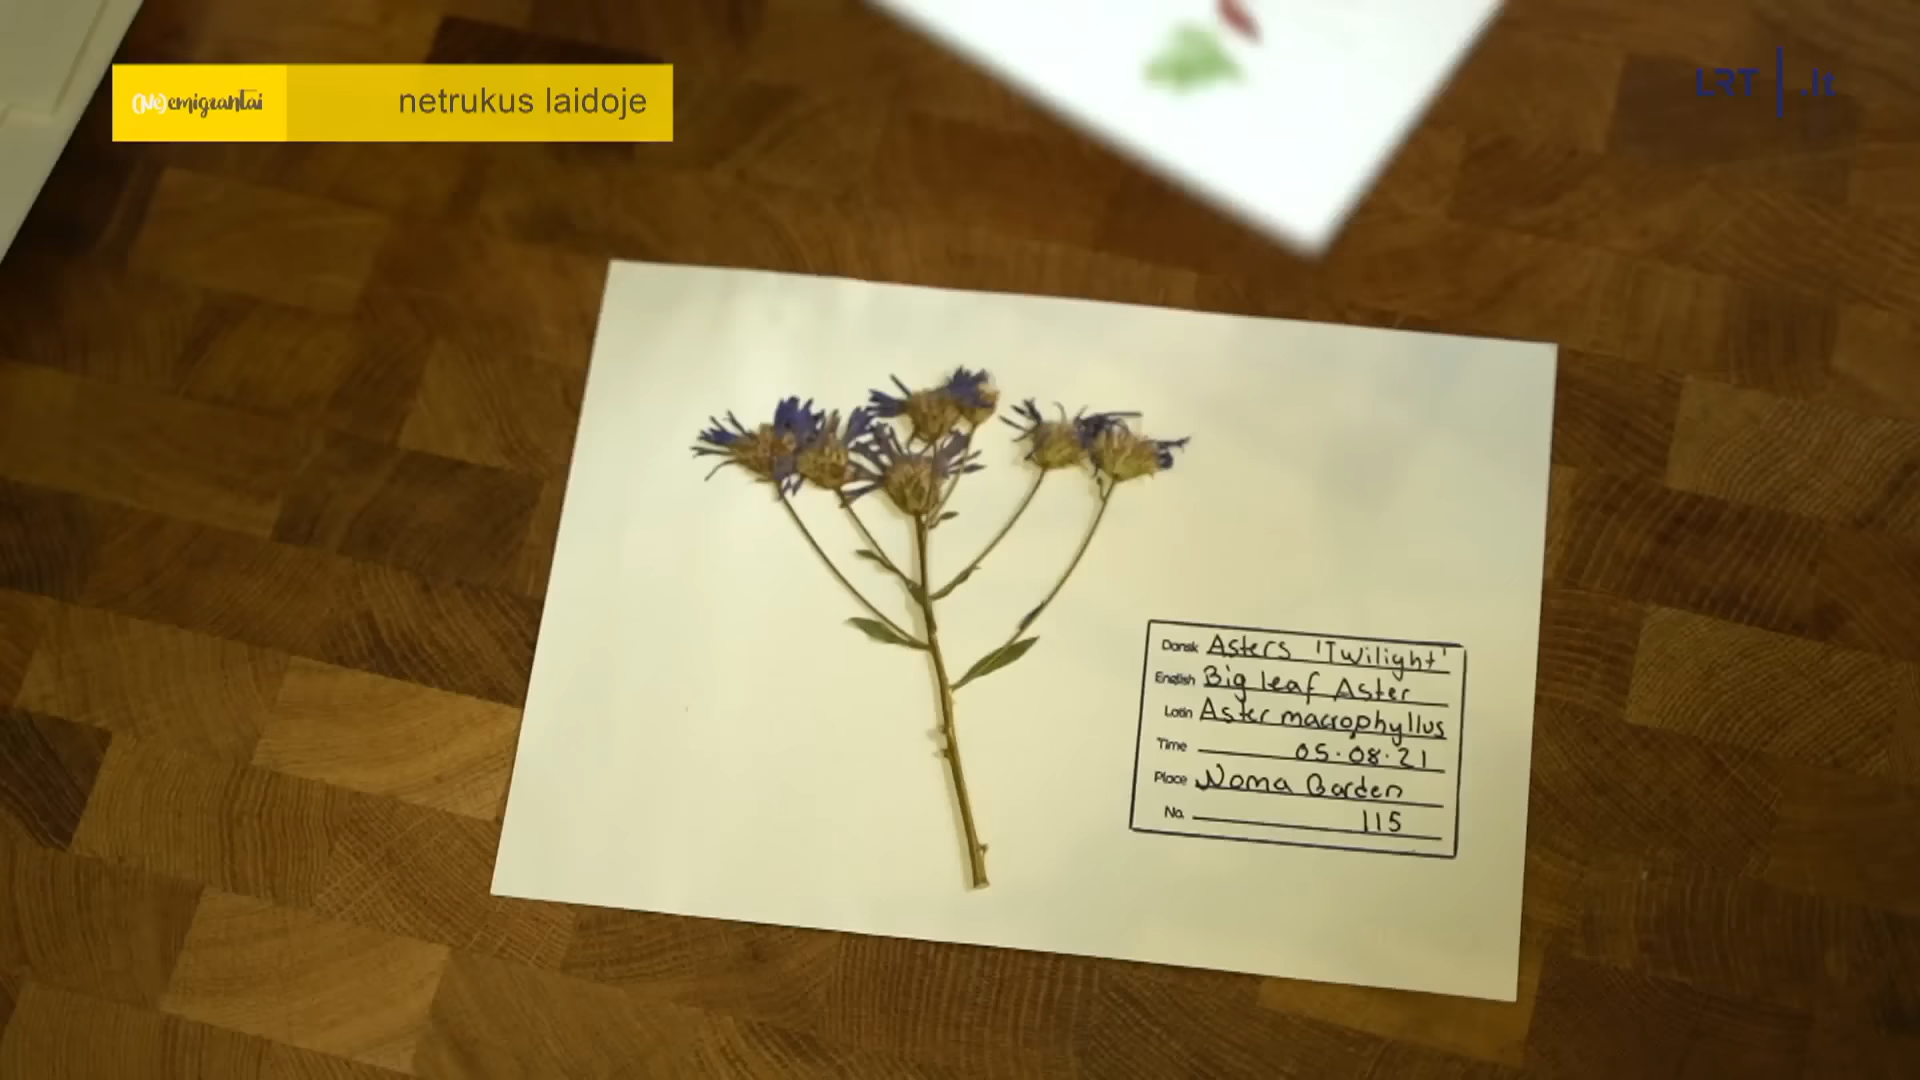 (Ne)emigrantai
netrukus laidoje
LRT | .lt
Dansk Asters 'Twilight'
English Big leaf Aster
Latin Aster macrophyllus
Time 05.08.21
Place Noma Garden
No. 115